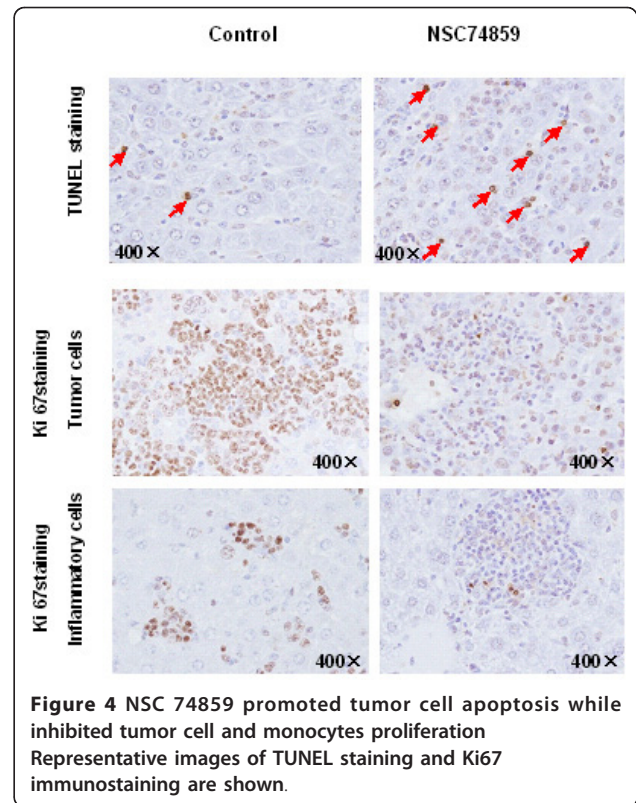 Control NSC74859
TUNEL staining
400× 400×
Ki 67staining
Tumor cells
400× 400×
Ki 67staining
Inflammatory cells
400× 400×
Figure 4 NSC 74859 promoted tumor cell apoptosis while
inhibited tumor cell and monocytes proliferation
Representative images of TUNEL staining and Ki67
immunostaining are shown.